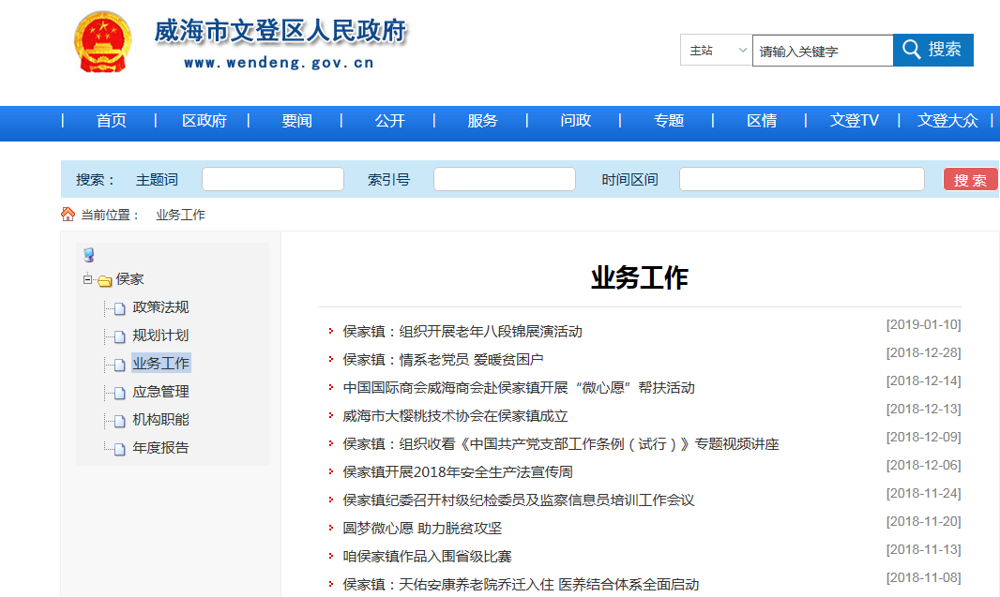 威海市文登区人民政府
www.wendeng.gov.cn
主站 请输入关键字 搜索
| 首页 | 区政府 | 要闻 | 公开 | 服务 | 问政 | 专题 | 区情 | 文登TV | 文登大众 |
搜索： 主题词 索引号 时间区间 搜 索
当前位置： 业务工作
侯家
政策法规
规划计划
业务工作
应急管理
机构职能
年度报告
业务工作
侯家镇：组织开展老年八段锦展演活动 [2019-01-10]
侯家镇：情系老党员 爱暖贫困户 [2018-12-28]
中国国际商会威海商会赴侯家镇开展“微心愿”帮扶活动 [2018-12-14]
威海市大樱桃技术协会在侯家镇成立 [2018-12-13]
侯家镇：组织收看《中国共产党支部工作条例（试行）》专题视频讲座 [2018-12-09]
侯家镇开展2018年安全生产法宣传周 [2018-12-06]
侯家镇纪委召开村级纪检委员及监察信息员培训工作会议 [2018-11-24]
圆梦微心愿 助力脱贫攻坚 [2018-11-20]
咱侯家镇作品入围省级比赛 [2018-11-13]
侯家镇：天佑安康养老院乔迁入住 医养结合体系全面启动 [2018-11-08]